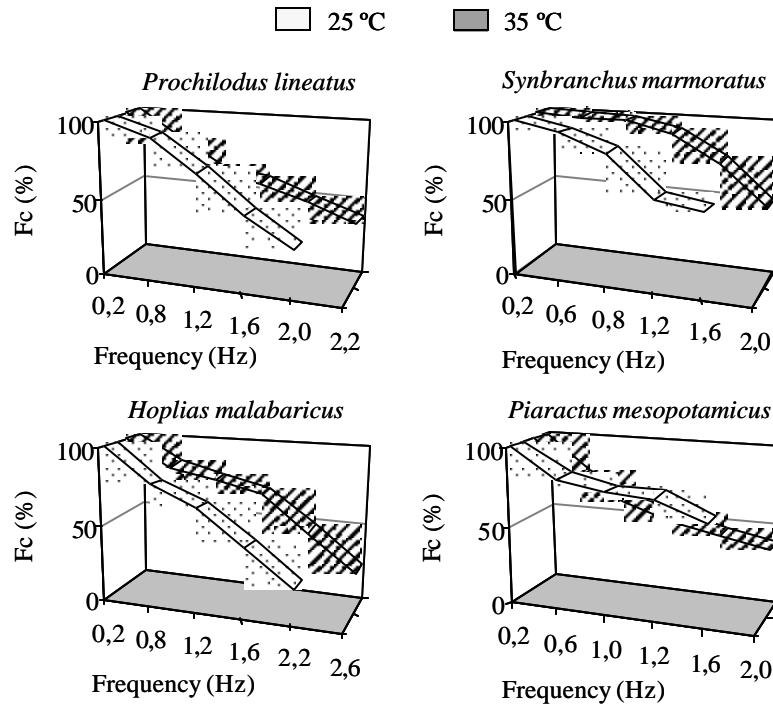 25 ºC 35 ºC
Prochilodus lineatus
Fc (%)
100
50
0
0,2 0,8 1,2 1,6 2,0 2,2
Frequency (Hz)
Synbranchus marmoratus
Fc (%)
100
50
0
0,2 0,6 0,8 1,2 1,6 2,0
Frequency (Hz)
Hoplias malabaricus
Fc (%)
100
50
0
0,2 0,8 1,2 1,6 2,2 2,6
Frequency (Hz)
Piaractus mesopotamicus
Fc (%)
100
50
0
0,2 0,6 1,0 1,2 1,6 2,0
Frequency (Hz)